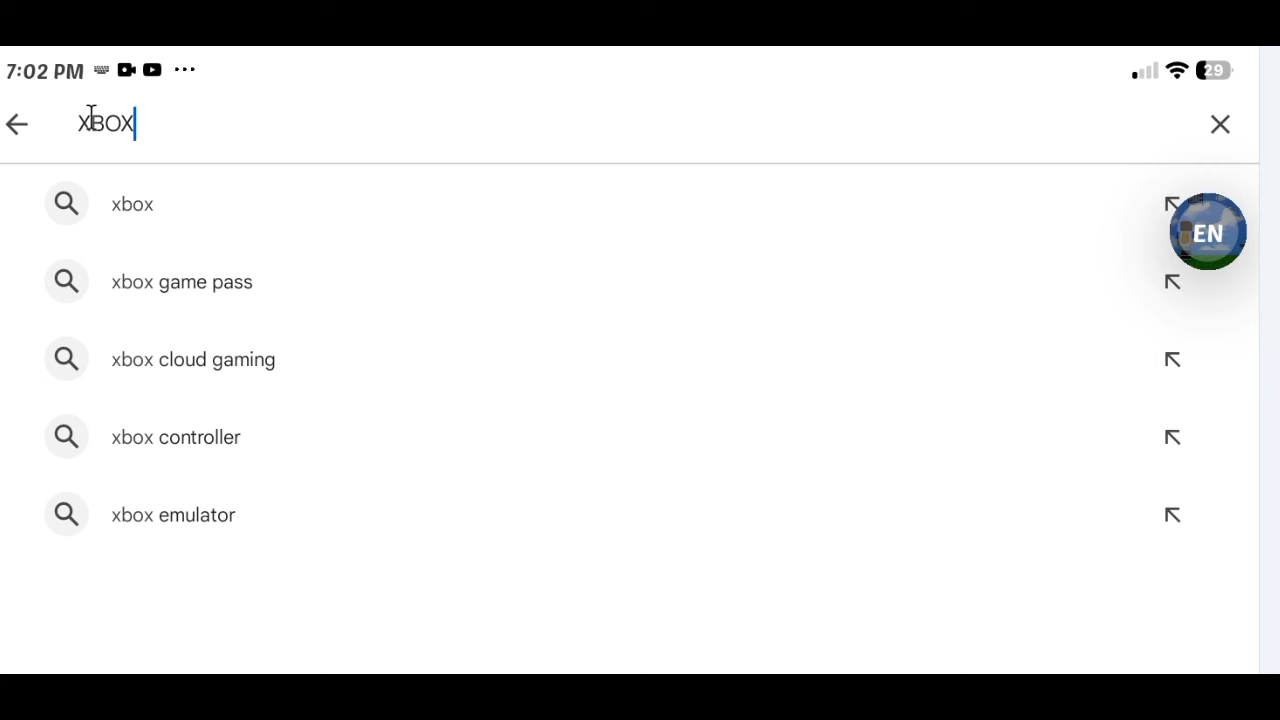 7:02 PM
29
XBOX
xbox
EN
xbox game pass
xbox cloud gaming
xbox controller
xbox emulator